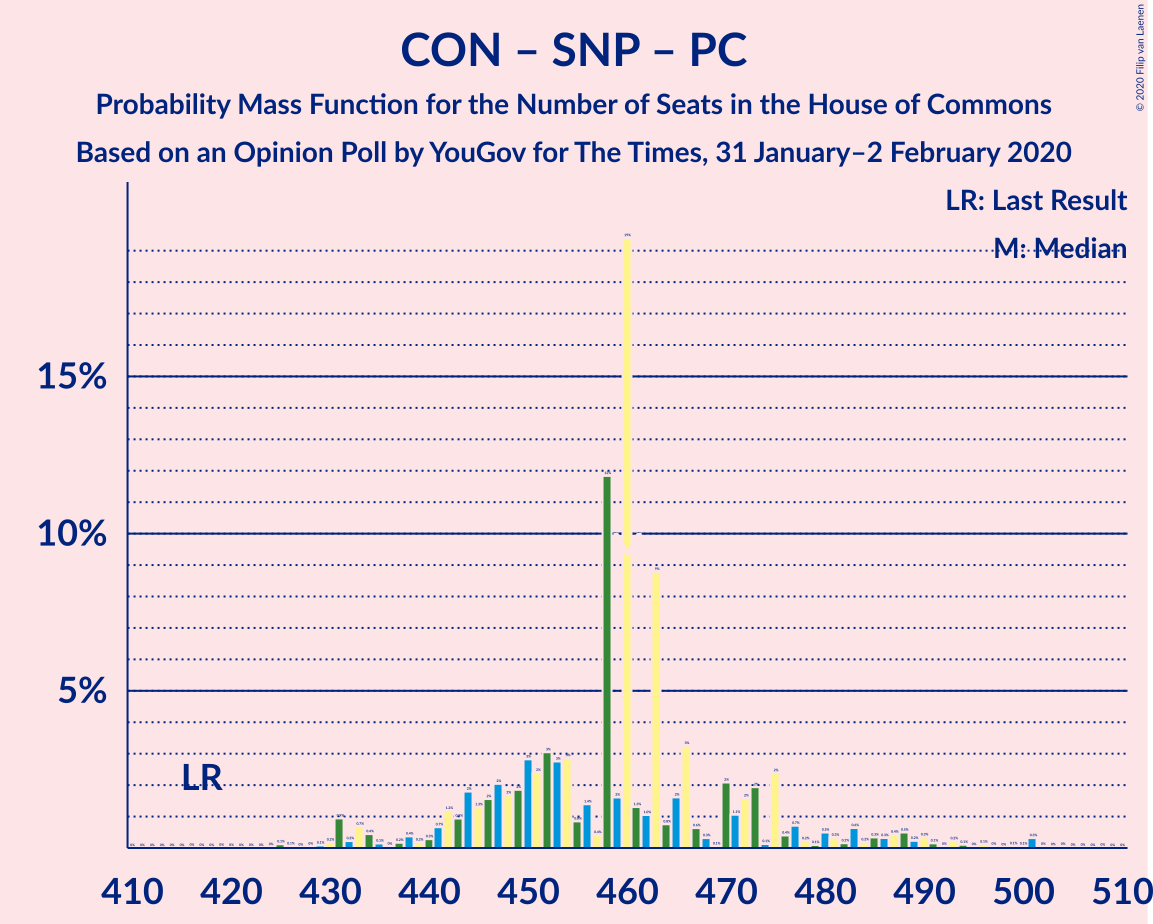 CON – SNP – PC
Probability Mass Function for the Number of Seats in the House of Commons
Based on an Opinion Poll by YouGov for The Times, 31 January–2 February 2020
© 2020 Filip van Laenen
LR: Last Result
M: Median
15%
10%
5%
LR
410 420 430 440 450 460 470 480 490 500 510